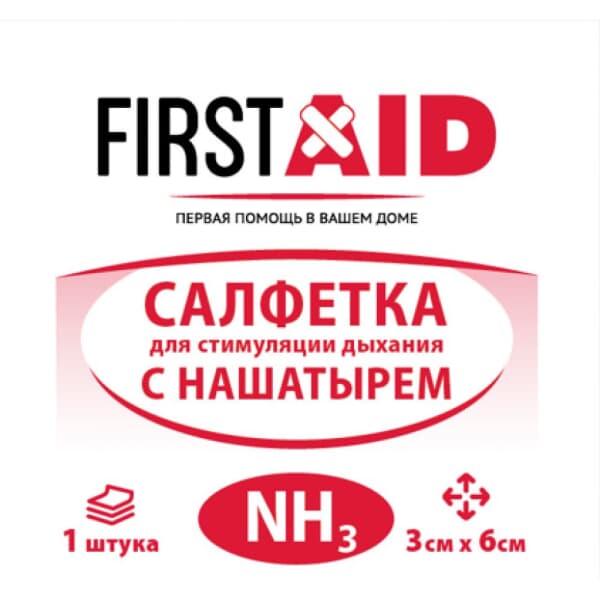 FIRST AID
ПЕРВАЯ ПОМОЩЬ В ВАШЕМ ДОМЕ
САЛФЕТКА
для стимуляции дыхания
С НАШАТЫРЕМ
NH₃
1 штука
3см х 6см